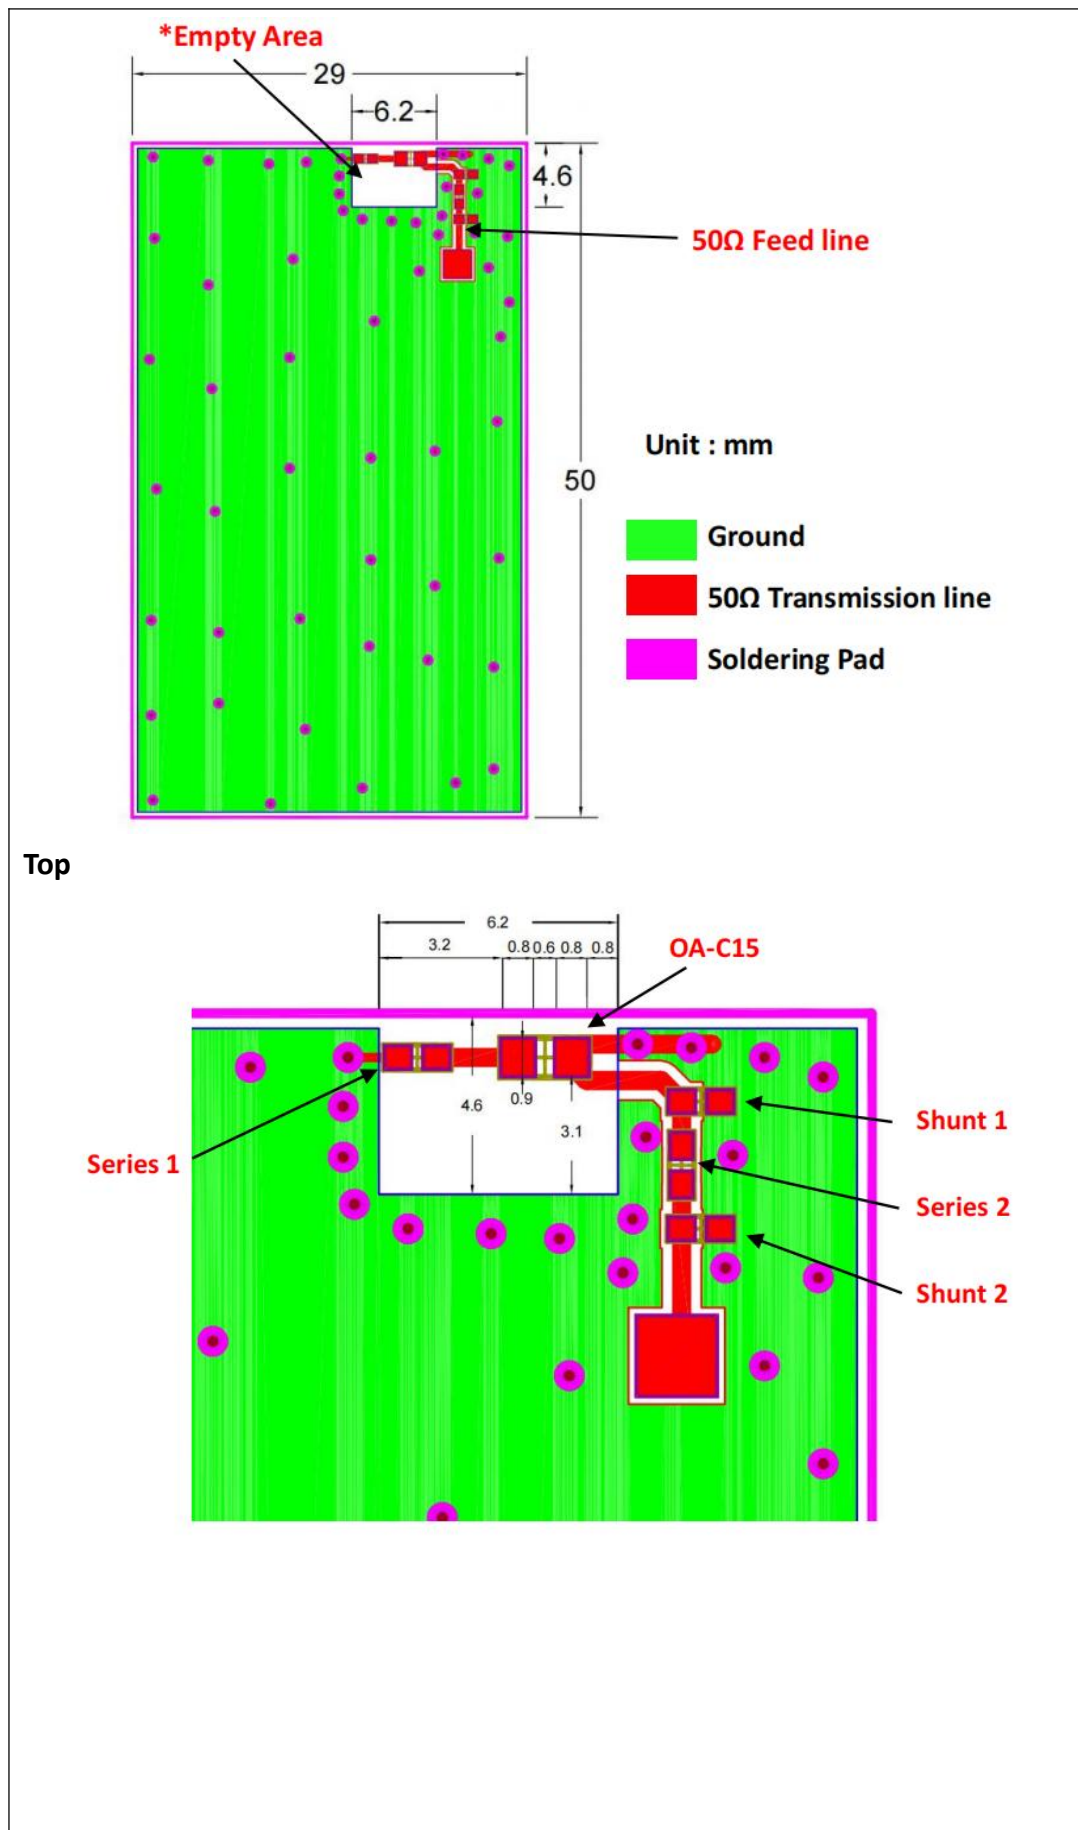 *Empty Area
29
6.2
4.6
50Ω Feed line
Unit : mm
50
Ground
50Ω Transmission line
Soldering Pad
Top
6.2
3.2
0.8
0.6
0.8
0.8
OA-C15
4.6
0.9
3.1
Shunt 1
Series 1
Series 2
Shunt 2